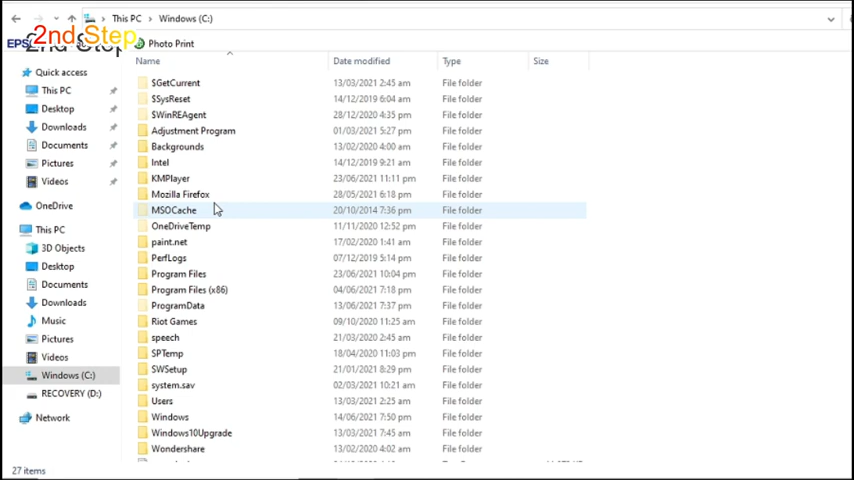 This PC > Windows (C:)
2nd Step
EPS
Photo Print
Name Date modified Type Size
Quick access
This PC
Desktop
Downloads
Documents
Pictures
Videos
OneDrive
This PC
3D Objects
Desktop
Documents
Downloads
Music
Pictures
Videos
Windows (C:)
RECOVERY (D:)
Network
$GetCurrent 13/03/2021 2:45 am File folder
$SysReset 14/12/2019 6:04 am File folder
$WinREAgent 28/12/2020 4:35 pm File folder
Adjustment Program 01/03/2021 5:27 pm File folder
Backgrounds 13/02/2020 4:00 am File folder
Intel 14/12/2019 9:21 am File folder
KMPlayer 23/06/2021 11:11 pm File folder
Mozilla Firefox 28/05/2021 6:18 pm File folder
MSOCache 20/10/2014 7:36 pm File folder
OneDriveTemp 11/11/2020 12:52 pm File folder
paint.net 17/02/2020 1:41 am File folder
PerfLogs 07/12/2019 5:14 pm File folder
Program Files 23/06/2021 10:04 pm File folder
Program Files (x86) 04/06/2021 7:18 pm File folder
ProgramData 13/06/2021 7:37 pm File folder
Riot Games 09/10/2020 11:25 am File folder
speech 21/03/2020 2:45 am File folder
SPTemp 18/04/2020 11:03 pm File folder
SWSetup 21/01/2021 8:29 pm File folder
system.sav 02/03/2021 10:21 am File folder
Users 13/03/2021 2:25 am File folder
Windows 14/06/2021 7:50 pm File folder
Windows10Upgrade 13/03/2021 7:45 am File folder
Wondershare 13/02/2020 4:02 am File folder
27 items